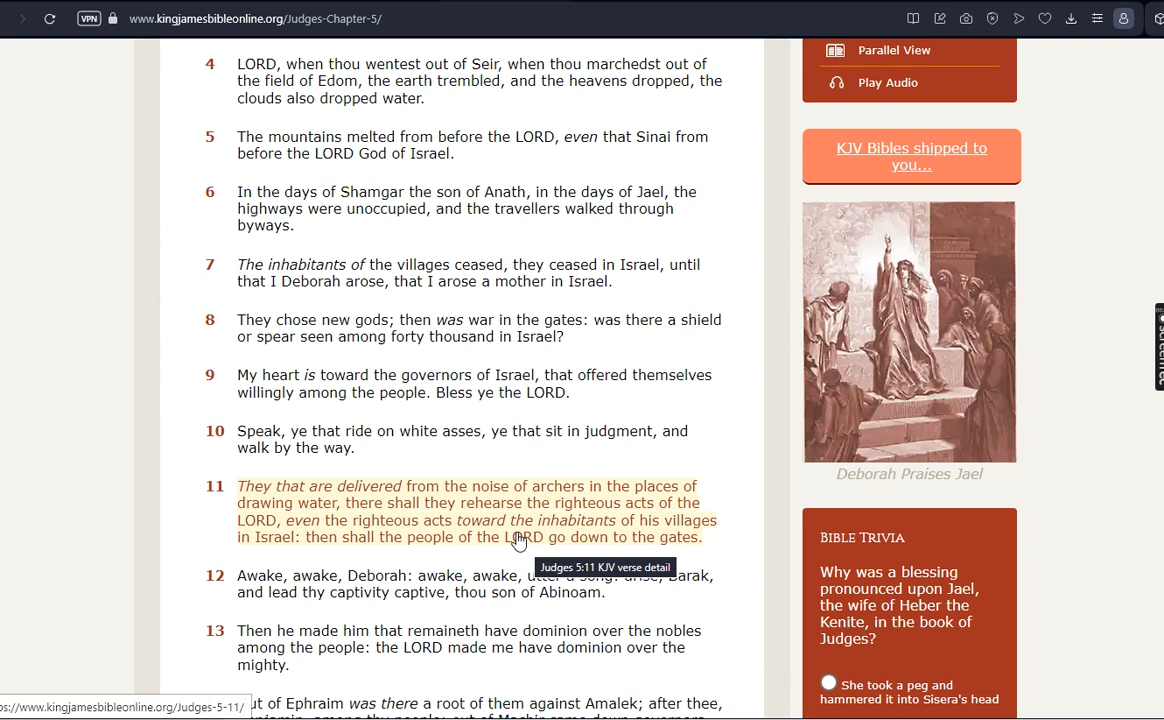 VPN
www.kingjamesbibleonline.org/Judges-Chapter-5/
4 LORD, when thou wentest out of Seir, when thou marchedst out of
the field of Edom, the earth trembled, and the heavens dropped, the
clouds also dropped water.
5 The mountains melted from before the LORD, even that Sinai from
before the LORD God of Israel.
6 In the days of Shamgar the son of Anath, in the days of Jael, the
highways were unoccupied, and the travellers walked through
byways.
7 The inhabitants of the villages ceased, they ceased in Israel, until
that I Deborah arose, that I arose a mother in Israel.
8 They chose new gods; then was war in the gates: was there a shield
or spear seen among forty thousand in Israel?
9 My heart is toward the governors of Israel, that offered themselves
willingly among the people. Bless ye the LORD.
10 Speak, ye that ride on white asses, ye that sit in judgment, and
walk by the way.
11 They that are delivered from the noise of archers in the places of
drawing water, there shall they rehearse the righteous acts of the
LORD, even the righteous acts toward the inhabitants of his villages
in Israel: then shall the people of the LORD go down to the gates.
Judges 5:11 KJV verse detail
12 Awake, awake, Deborah: awake, awake, utter a song: arise, Barak,
and lead thy captivity captive, thou son of Abinoam.
13 Then he made him that remaineth have dominion over the nobles
among the people: the LORD made me have dominion over the
mighty.
ut of Ephraim was there a root of them against Amalek; after thee,
ps://www.kingjamesbibleonline.org/Judges-5-11/
Parallel View
Play Audio
KJV Bibles shipped to
you...
Deborah Praises Jael
BIBLE TRIVIA
Why was a blessing
pronounced upon Jael,
the wife of Heber the
Kenite, in the book of
Judges?
She took a peg and
hammered it into Sisera's head